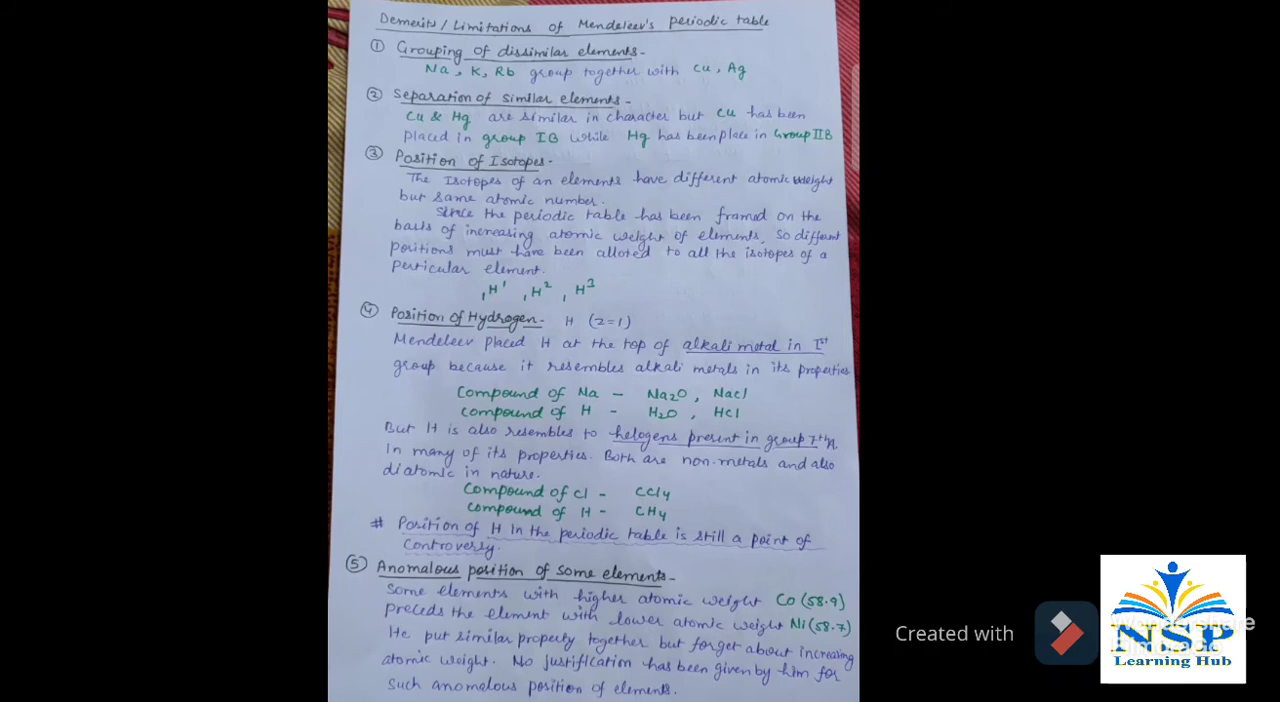 Demerits/Limitations of Mendeleev's periodic table
① Grouping of dissimilar elements-
Na, K, Rb group together with Cu, Ag
② Separation of similar elements-
Cu & Hg are similar in character but Cu has been
placed in group IB while Hg has been place in Group IIB
③ Position of Isotopes-
The Isotopes of an elements have different atomic weight
but same atomic number.
Since the periodic table has been framed on the
basis of increasing atomic weight of elements, so different
positions must have been alloted to all the isotopes of a
perticular element.
₁H¹, ₁H², ₁H³
④ Position of Hydrogen- H (Z=1)
Mendeleev placed H at the top of alkali metal in Ist
group because it resembles alkali metals in its properties
Compound of Na - Na₂O, NaCl
Compound of H - H₂O, HCl
But H is also resembles to helogens present in group 7th
in many of its properties. Both are non-metals and also
diatomic in nature.
Compound of Cl - CCl₄
Compound of H - CH₄
# Position of H in the periodic table is still a point of
controversy.
⑤ Anomalous position of some elements-
Some elements with higher atomic weight Co(58.9)
preceds the element with lower atomic weight Ni(58.7)
He put similar property together but forget about increasing
atomic weight. No justification has been given by him for
such anomalous position of elements.
Created with
Wondershare
Filmora
NSP
Learning Hub